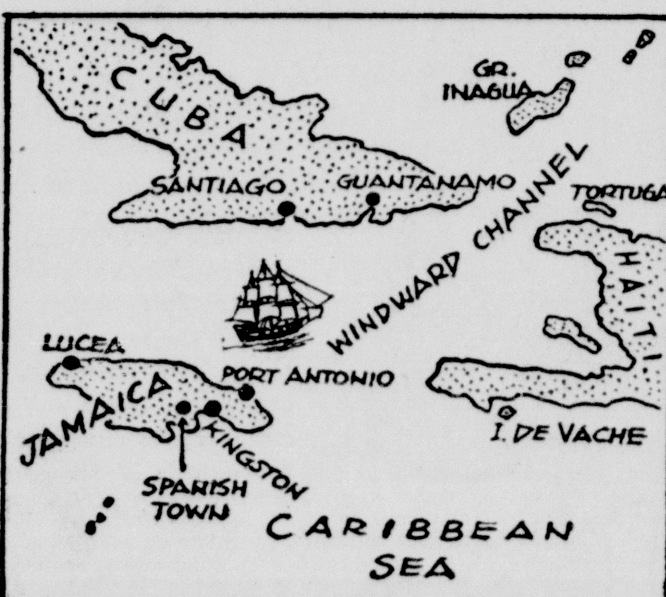 CUBA
GR.
INAGUA
SANTIAGO
GUANTANAMO
TORTUGA
WINDWARD CHANNEL
HAITI
LUCEA
PORT ANTONIO
JAMAICA
KINGSTON
I. DE VACHE
SPANISH
TOWN
CARIBBEAN
SEA